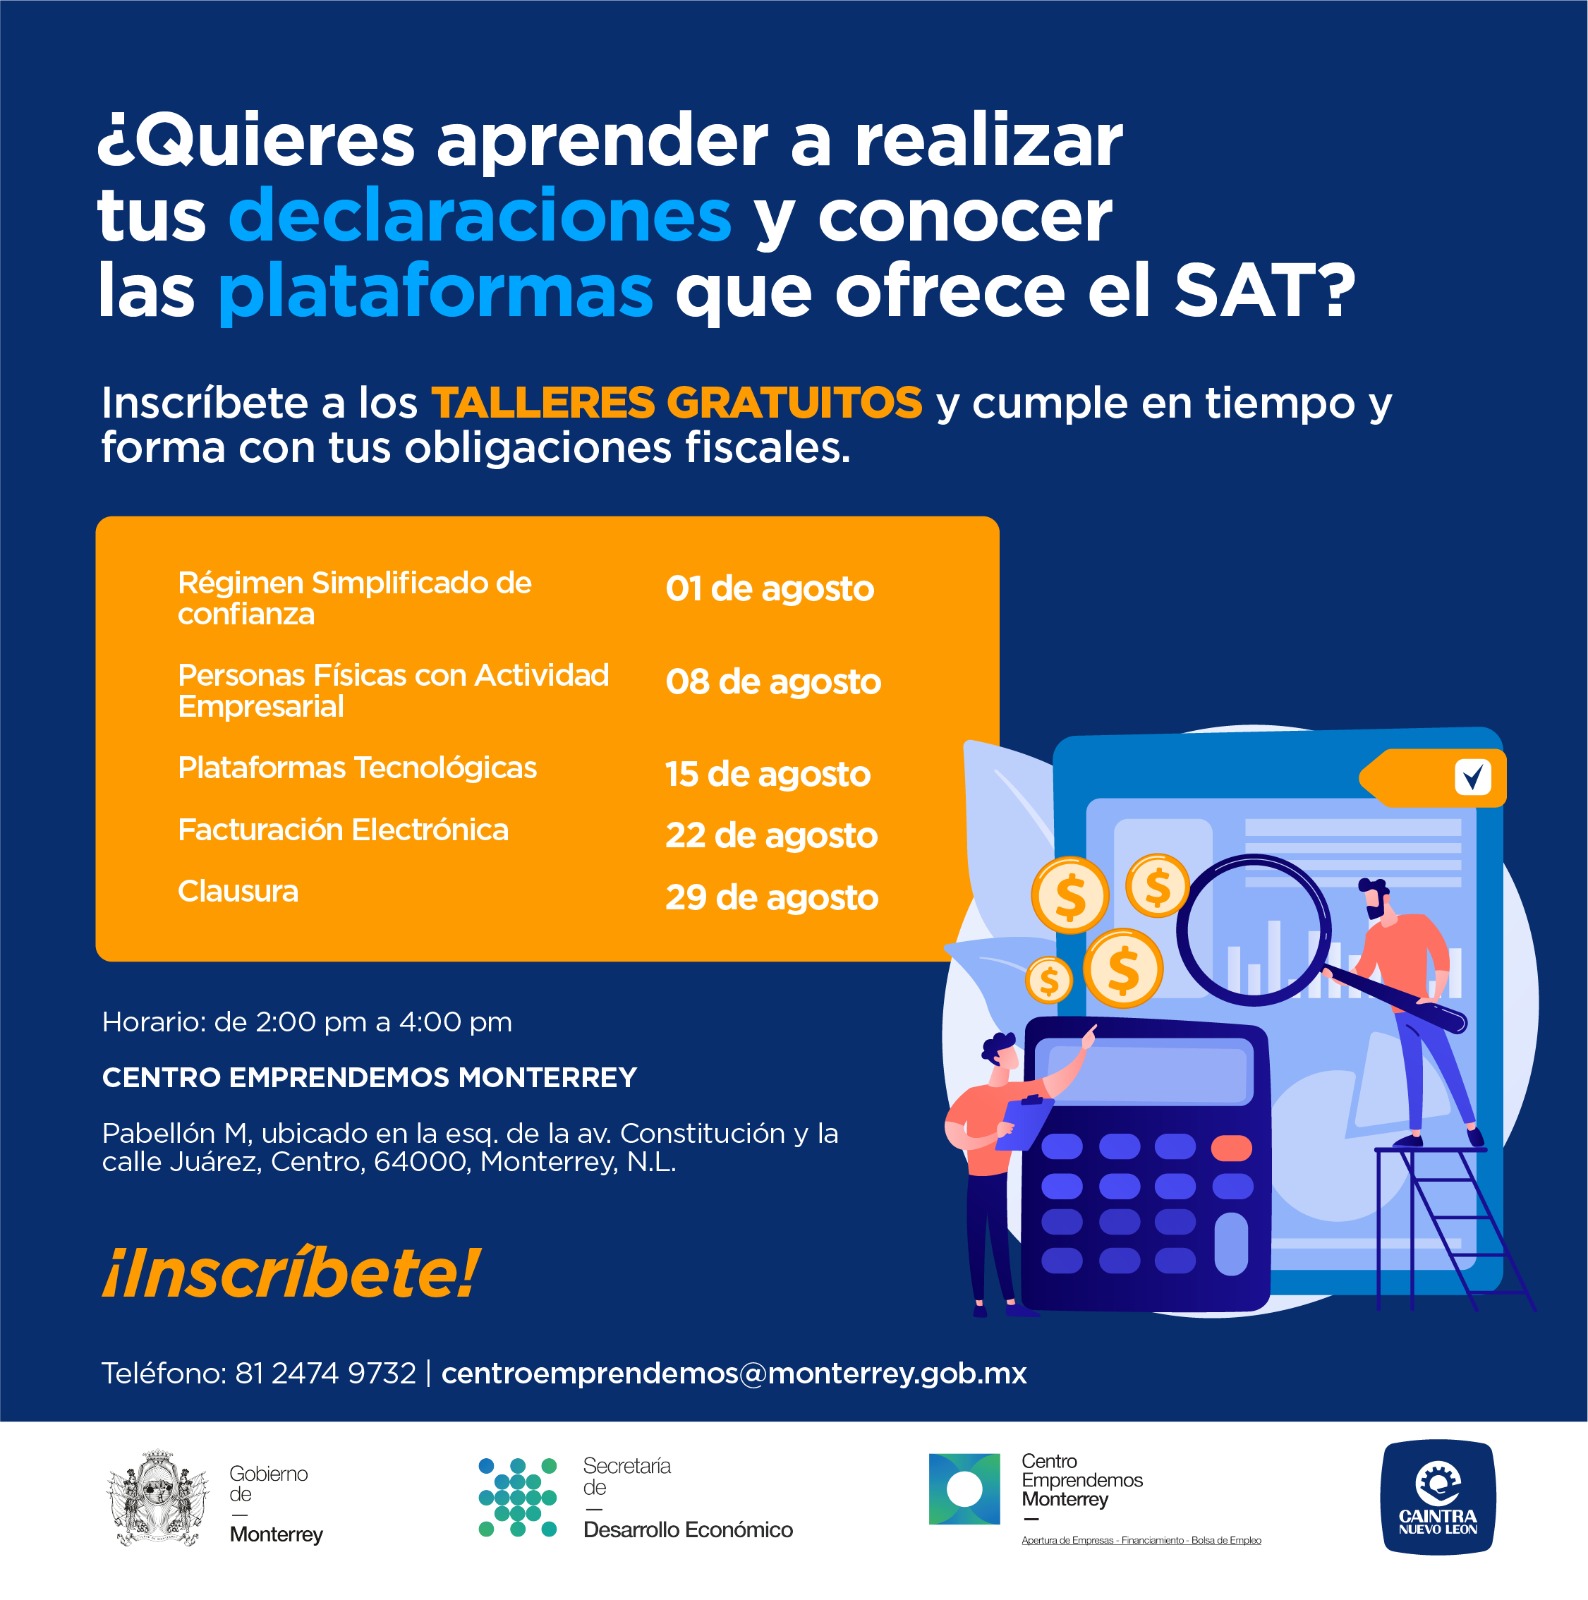 ¿Quieres aprender a realizar
tus declaraciones y conocer
las plataformas que ofrece el SAT?
Inscríbete a los TALLERES GRATUITOS y cumple en tiempo y
forma con tus obligaciones fiscales.
Régimen Simplificado de
confianza
01 de agosto
Personas Físicas con Actividad
Empresarial
08 de agosto
Plataformas Tecnológicas
15 de agosto
Facturación Electrónica
22 de agosto
Clausura
29 de agosto
Horario: de 2:00 pm a 4:00 pm
CENTRO EMPRENDEMOS MONTERREY
Pabellón M, ubicado en la esq. de la av. Constitución y la
calle Juárez, Centro, 64000, Monterrey, N.L.
¡Inscríbete!
Teléfono: 81 2474 9732 | centroemprendemos@monterrey.gob.mx
Gobierno
de
—
Monterrey
Secretaría
de
—
Desarrollo Económico
Centro
Emprendemos
Monterrey
—
Apertura de Empresas - Financiamiento - Bolsa de Empleo
CAINTRA
NUEVO LEON
$
$
$
$